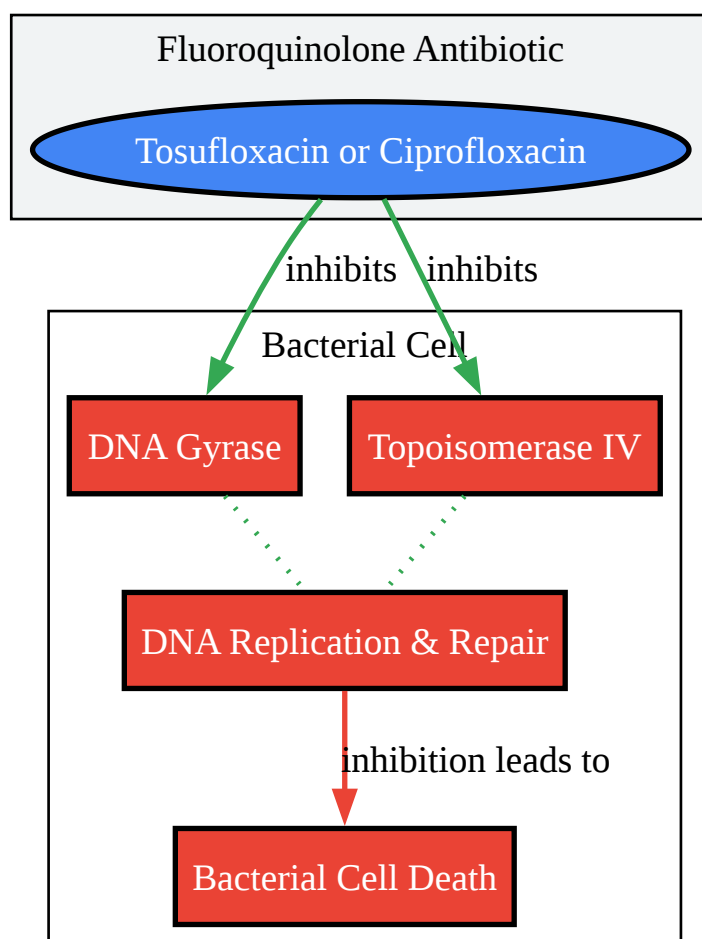 Fluoroquinolone Antibiotic
Tosufloxacin or Ciprofloxacin
inhibits
inhibits
Bacterial Cell
DNA Gyrase
Topoisomerase IV
DNA Replication & Repair
inhibition leads to
Bacterial Cell Death